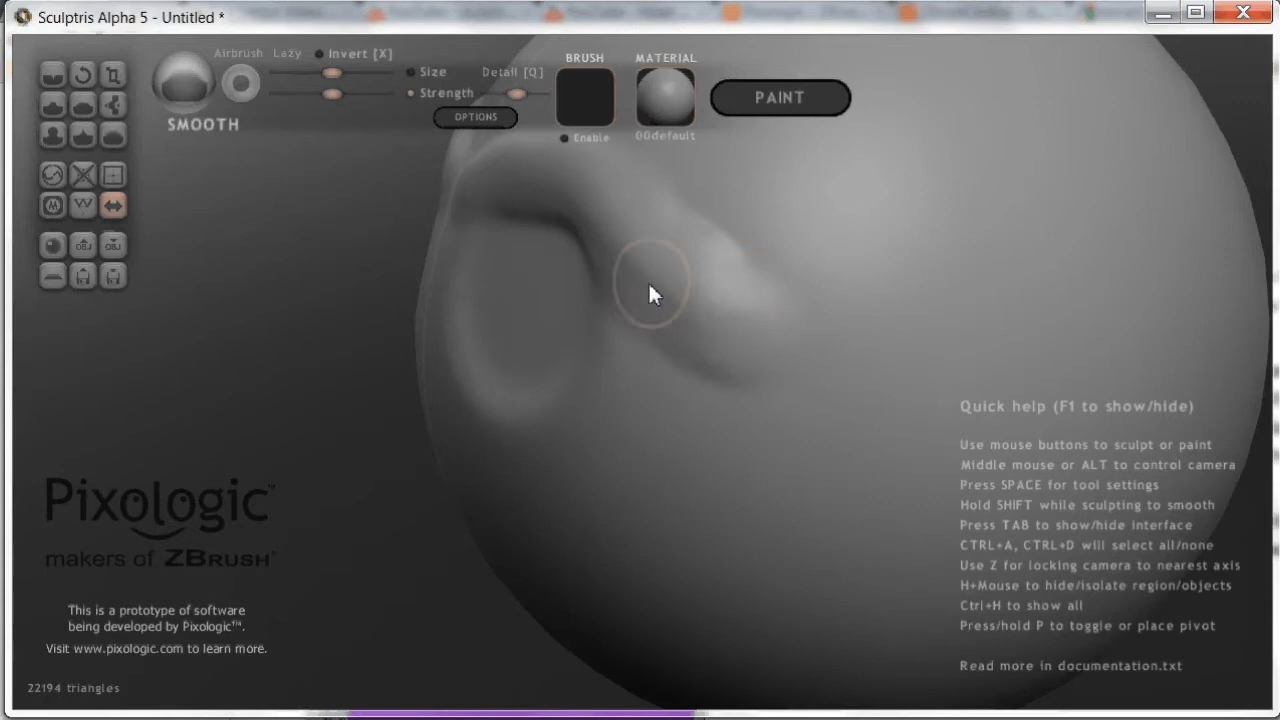 Sculptris Alpha 5 - Untitled *
Airbrush Lazy Invert [X]
Size Detail [Q]
Strength
OPTIONS
SMOOTH
BRUSH
Enable
MATERIAL
00default
PAINT
OBJ OBJ
Quick help (F1 to show/hide)
Use mouse buttons to sculpt or paint
Middle mouse or ALT to control camera
Press SPACE for tool settings
Hold SHIFT while sculpting to smooth
Press TAB to show/hide interface
CTRL+A, CTRL+D will select all/none
Use Z for locking camera to nearest axis
H+Mouse to hide/isolate region/objects
Ctrl+H to show all
Press/hold P to toggle or place pivot
Read more in documentation.txt
Pixologic™
makers of ZBRUSH
This is a prototype of software
being developed by Pixologic™.
Visit www.pixologic.com to learn more.
22194 triangles